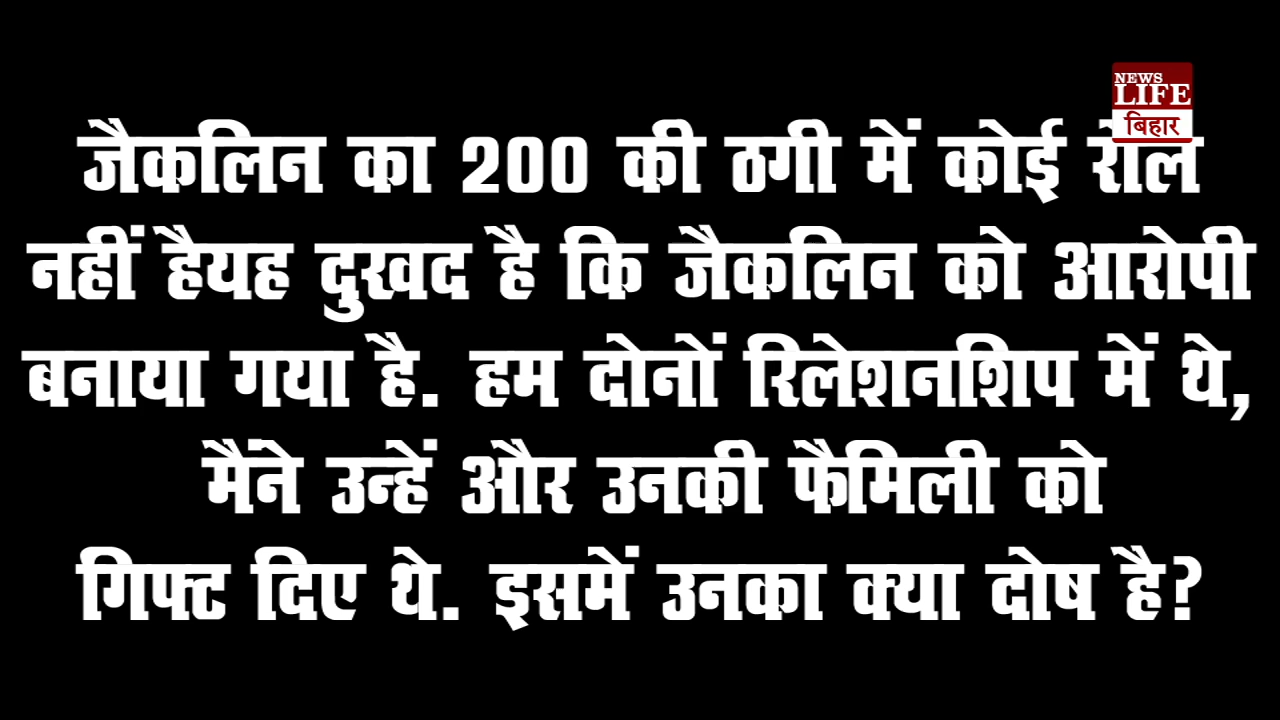 NEWS
LIFE
बिहार
जैकलिन का 200 की ठगी में कोई रोल
नहीं हैयह दुखद है कि जैकलिन को आरोपी
बनाया गया है. हम दोनों रिलेशनशिप में थे,
मैंने उन्हें और उनकी फैमिली को
गिफ्ट दिए थे. इसमें उनका क्या दोष है?